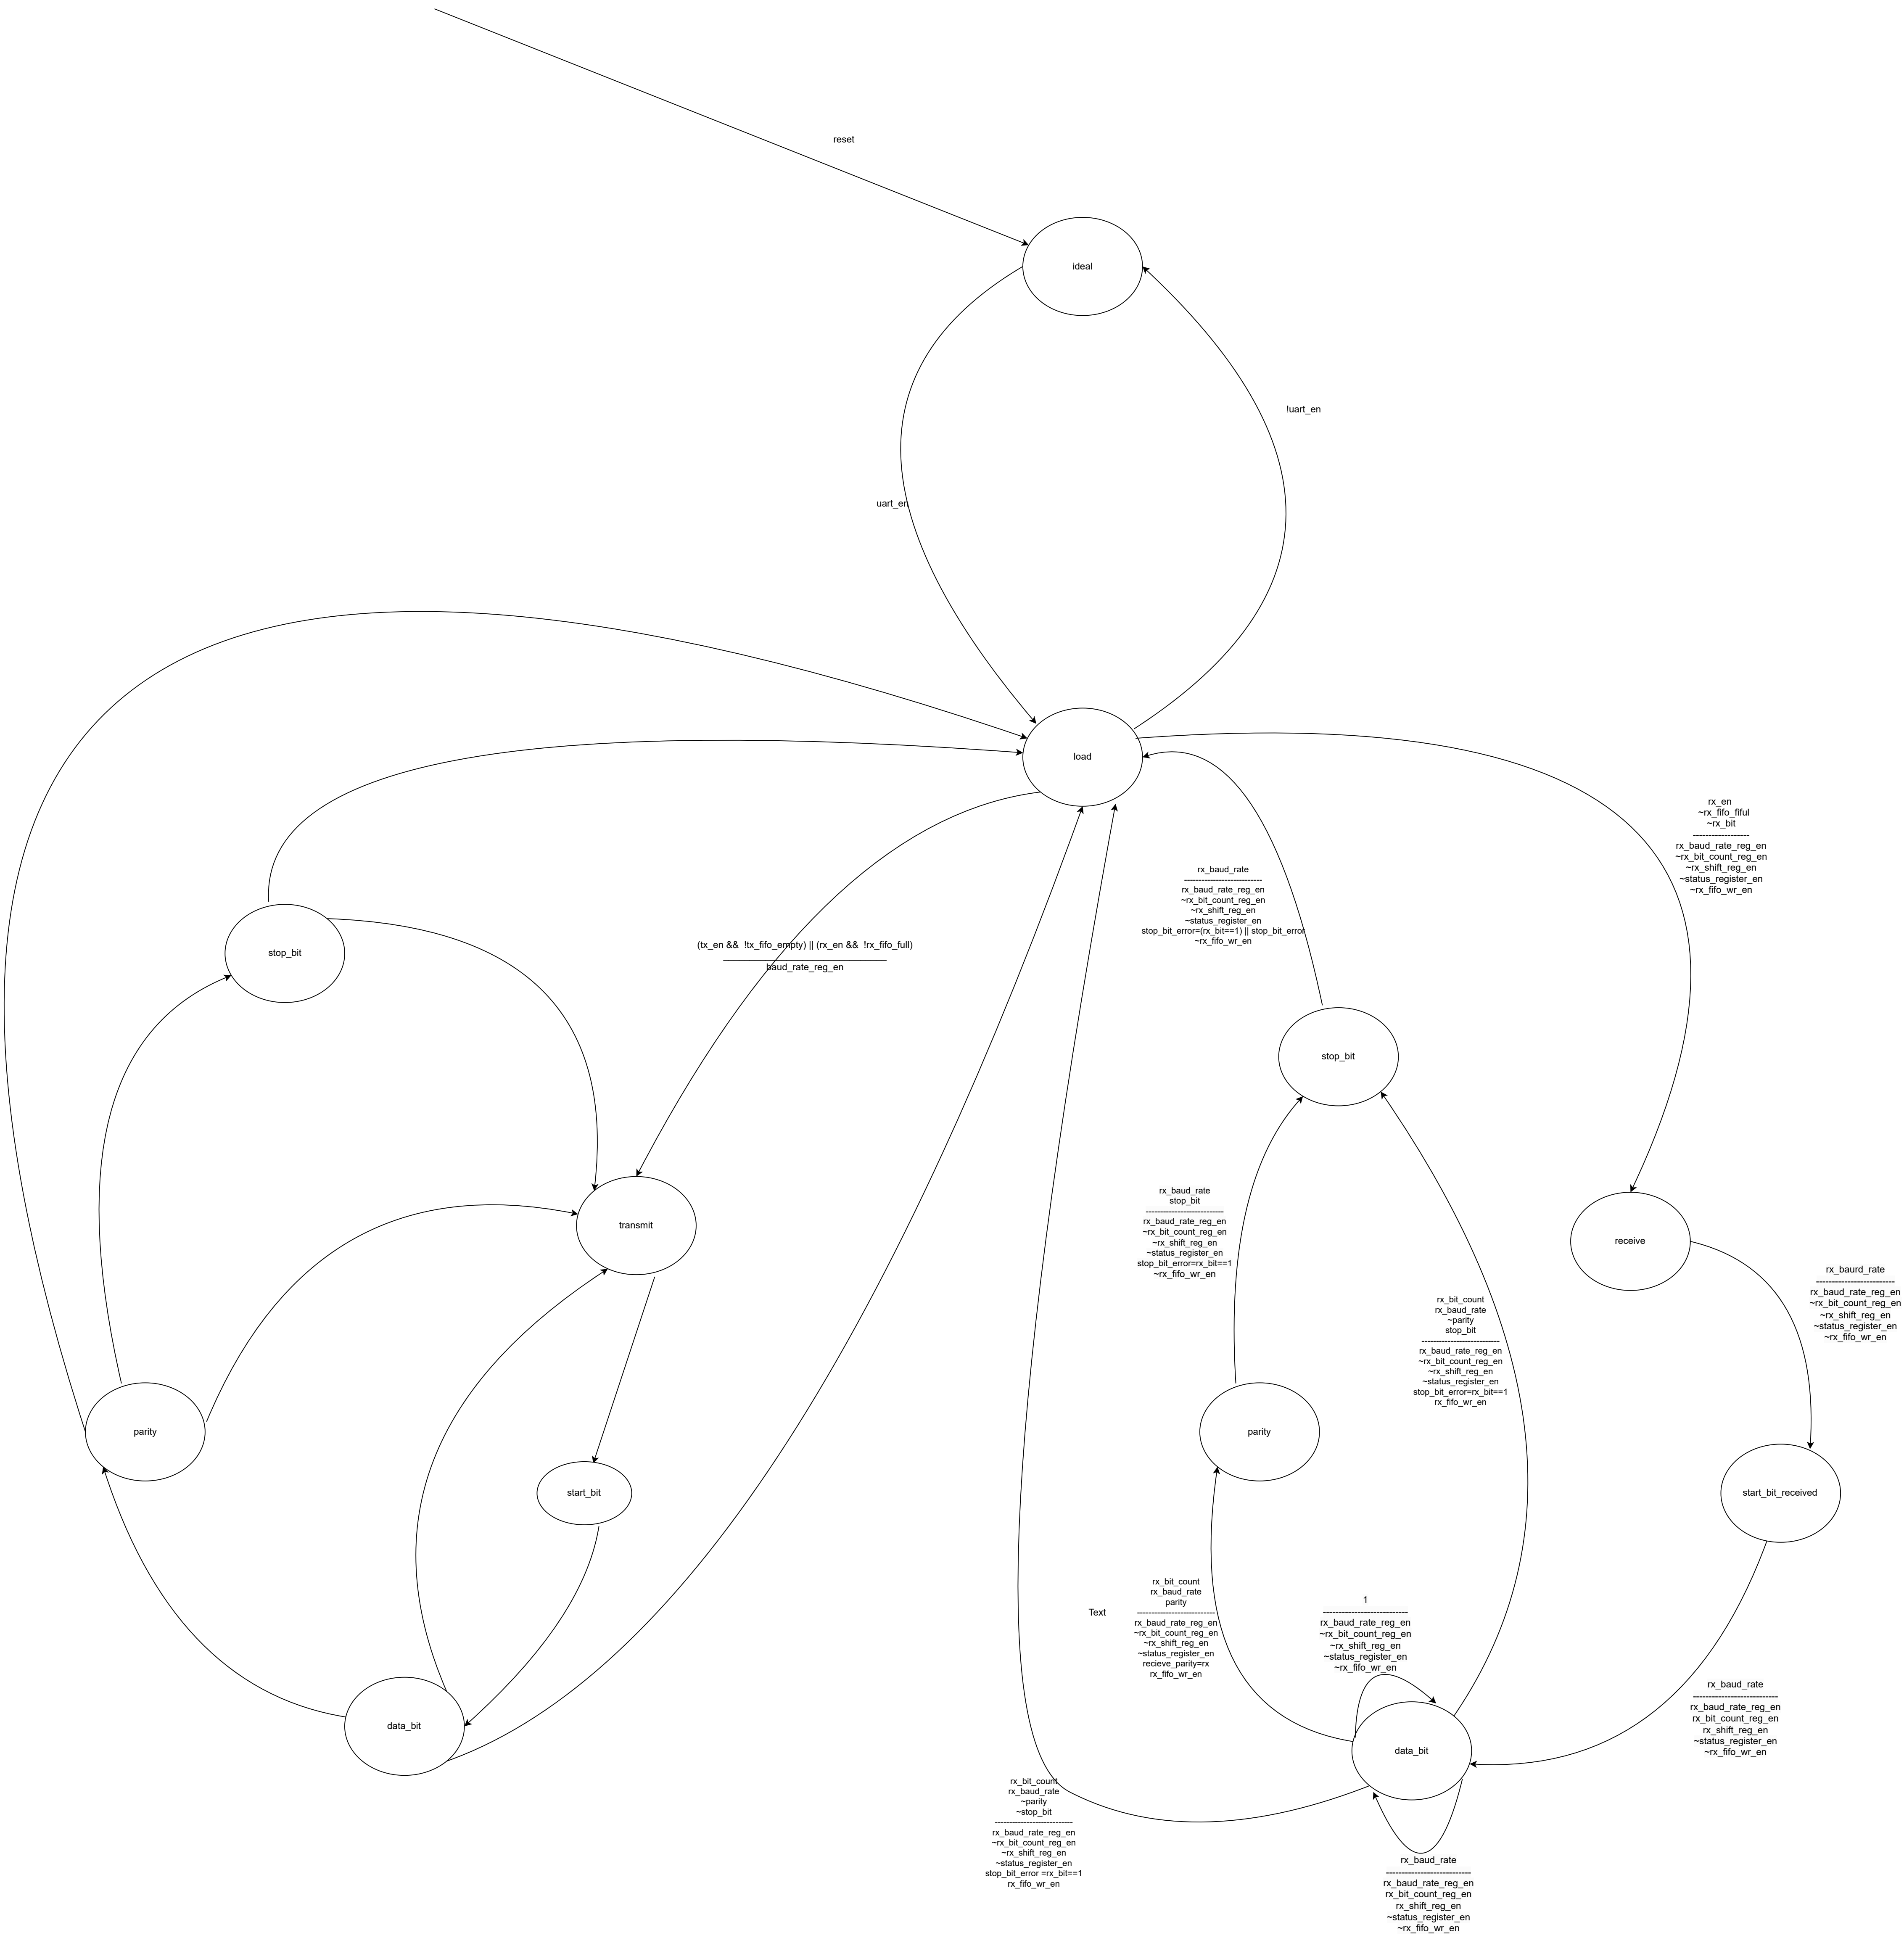 reset
ideal
!uart_en
uart_en
load
rx_en
~rx_fifo_fiful
~rx_bit
------------------
rx_baud_rate_reg_en
~rx_bit_count_reg_en
~rx_shift_reg_en
~status_register_en
~rx_fifo_wr_en
rx_baud_rate
---------------------------
rx_baud_rate_reg_en
~rx_bit_count_reg_en
~rx_shift_reg_en
~status_register_en
stop_bit_error=(rx_bit==1) || stop_bit_error
~rx_fifo_wr_en
stop_bit
(tx_en && !tx_fifo_empty) || (rx_en && !rx_fifo_full)
baud_rate_reg_en
stop_bit
rx_baud_rate
stop_bit
---------------------------
rx_baud_rate_reg_en
~rx_bit_count_reg_en
~rx_shift_reg_en
~status_register_en
stop_bit_error=rx_bit==1
~rx_fifo_wr_en
transmit
receive
rx_baurd_rate
-------------------------
rx_baud_rate_reg_en
~rx_bit_count_reg_en
~rx_shift_reg_en
~status_register_en
~rx_fifo_wr_en
rx_bit_count
rx_baud_rate
~parity
stop_bit
---------------------------
rx_baud_rate_reg_en
~rx_bit_count_reg_en
~rx_shift_reg_en
~status_register_en
stop_bit_error=rx_bit==1
rx_fifo_wr_en
parity
parity
start_bit
start_bit_received
rx_bit_count
rx_baud_rate
parity
---------------------------
rx_baud_rate_reg_en
~rx_bit_count_reg_en
~rx_shift_reg_en
~status_register_en
recieve_parity=rx
rx_fifo_wr_en
Text
1
---------------------------
rx_baud_rate_reg_en
~rx_bit_count_reg_en
~rx_shift_reg_en
~status_register_en
~rx_fifo_wr_en
rx_baud_rate
---------------------------
rx_baud_rate_reg_en
rx_bit_count_reg_en
rx_shift_reg_en
~status_register_en
~rx_fifo_wr_en
data_bit
data_bit
rx_bit_count
rx_baud_rate
~parity
~stop_bit
---------------------------
rx_baud_rate_reg_en
~rx_bit_count_reg_en
~rx_shift_reg_en
~status_register_en
stop_bit_error =rx_bit==1
rx_fifo_wr_en
rx_baud_rate
---------------------------
rx_baud_rate_reg_en
rx_bit_count_reg_en
rx_shift_reg_en
~status_register_en
~rx_fifo_wr_en